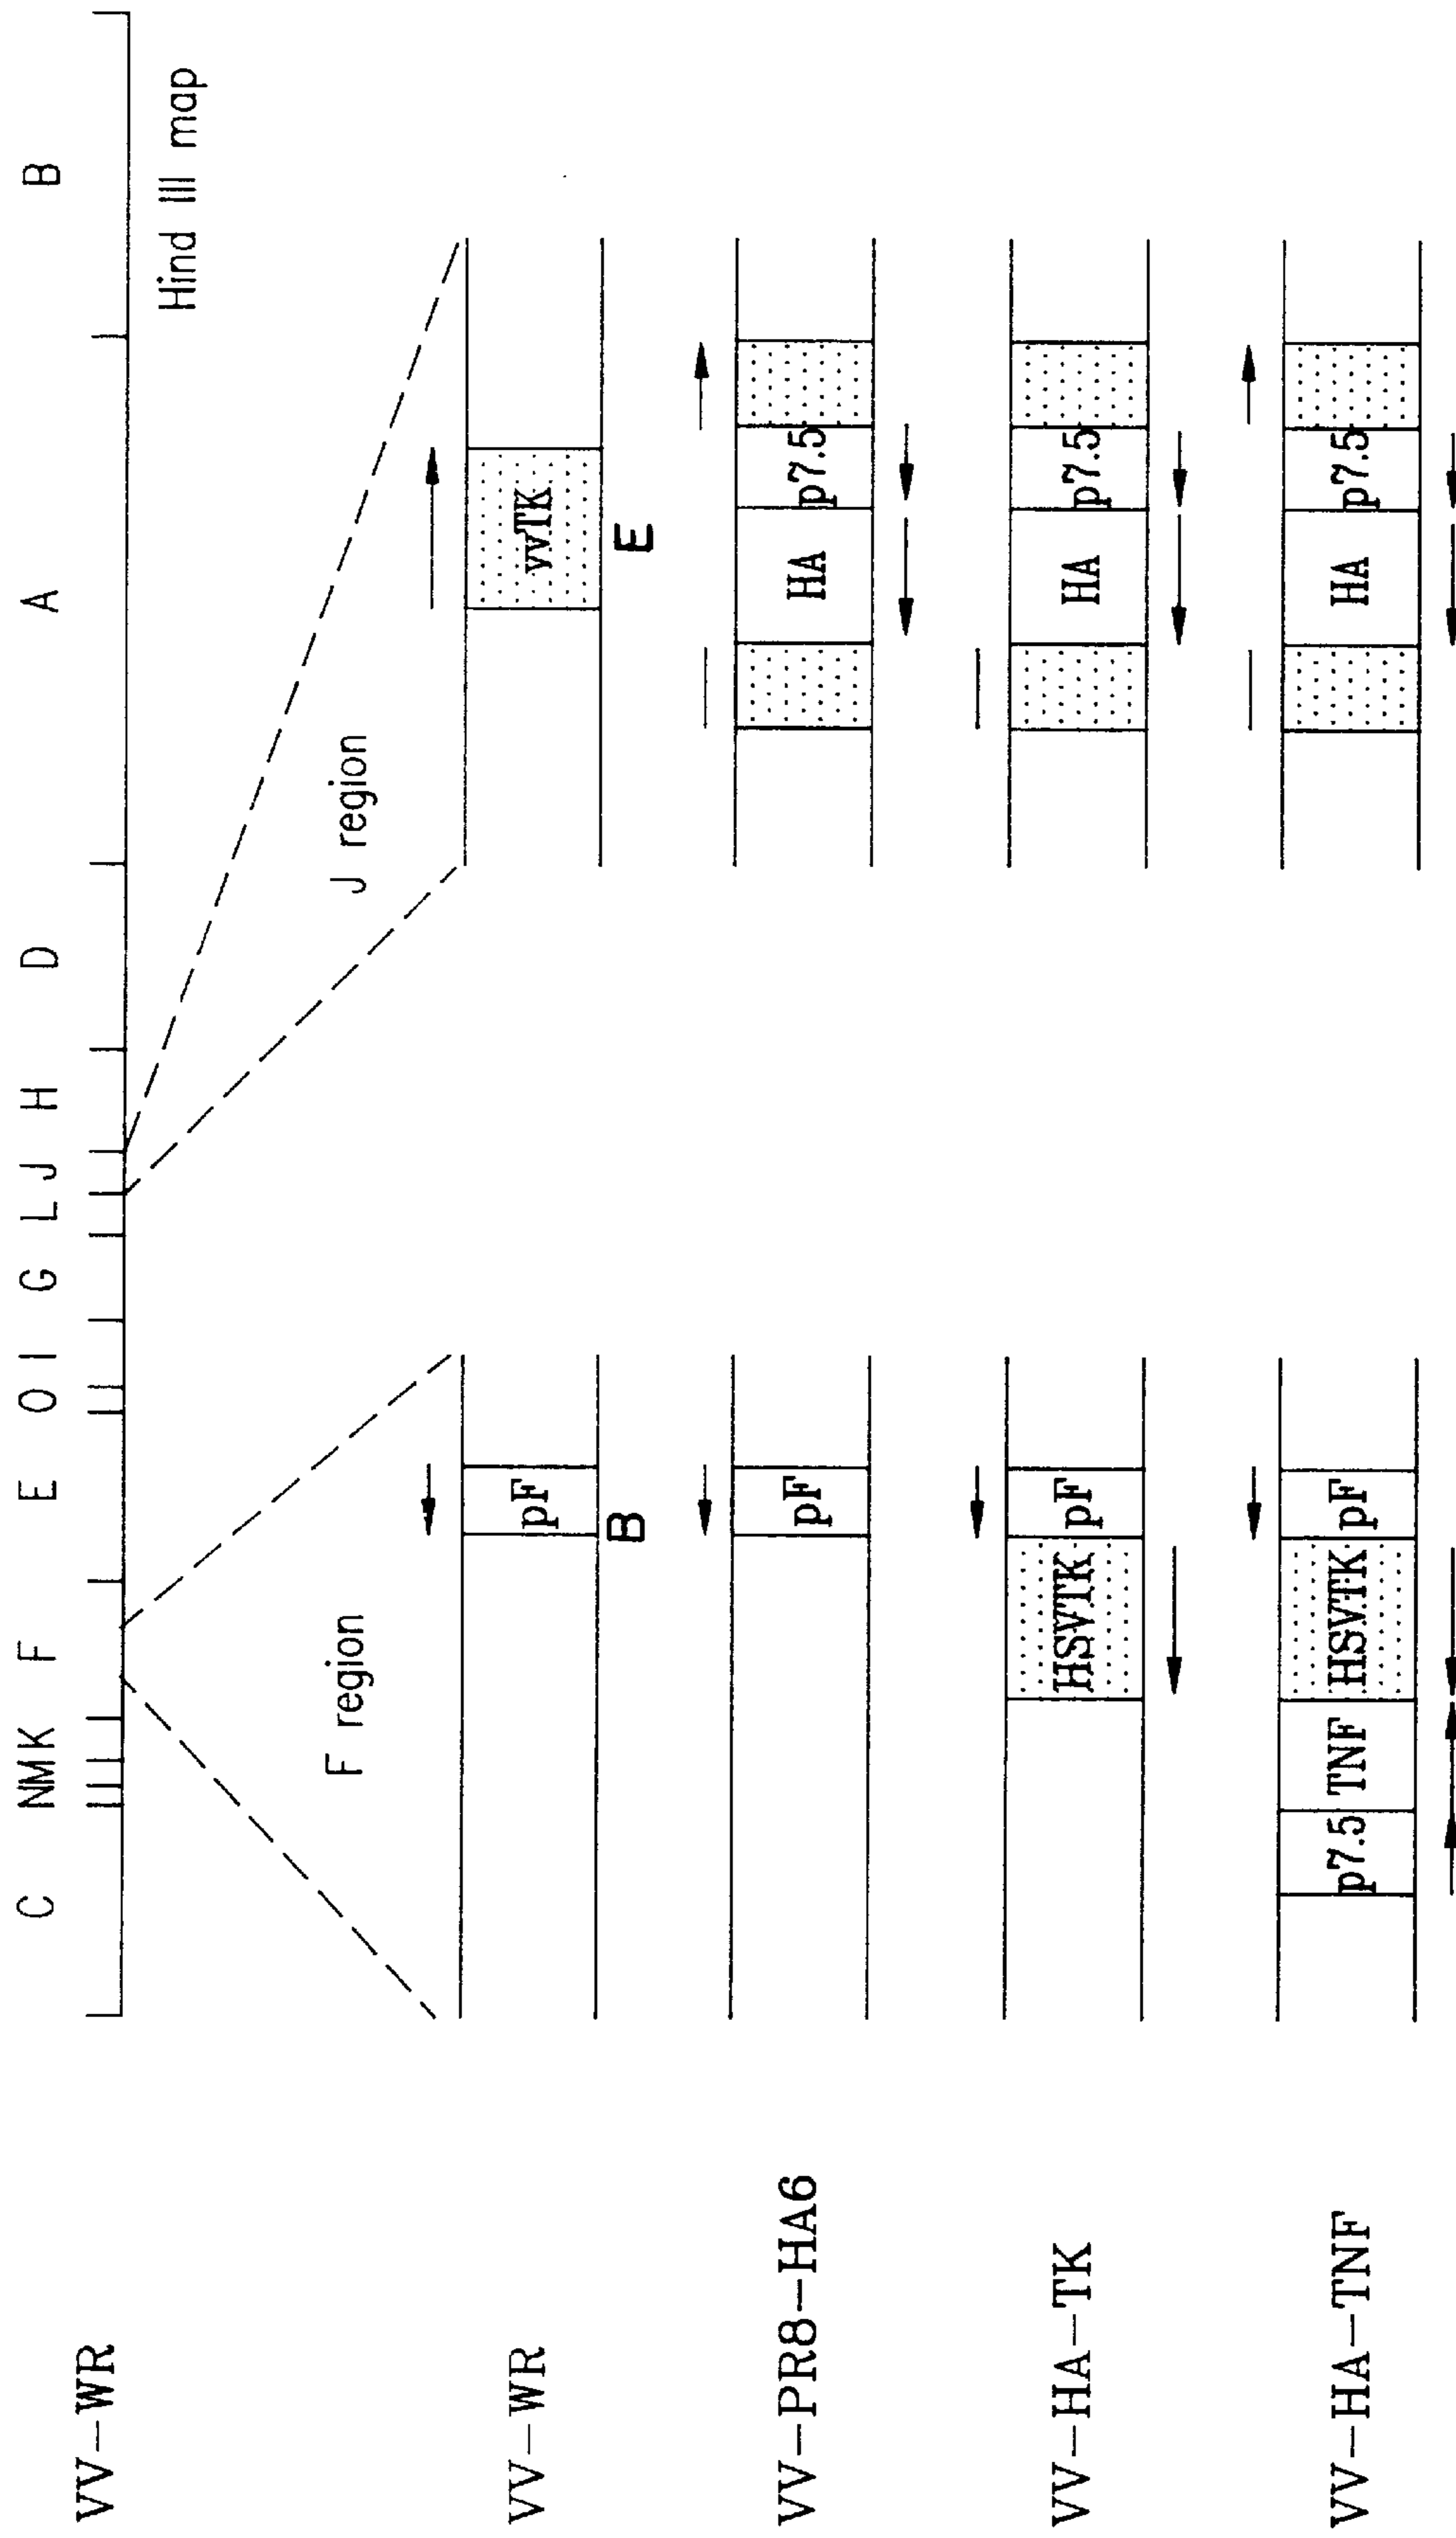 VV-WR
C NMK F E O I G L J H D A B
Hind III map
F region
J region
VV-WR
pF
vvTK
B
E
VV-PR8-HA6
pF
HA
p7.5
VV-HA-TK
HSVTK
pF
HA
p7.5
VV-HA-TNF
p7.5
TNF
HSVTK
pF
HA
p7.5